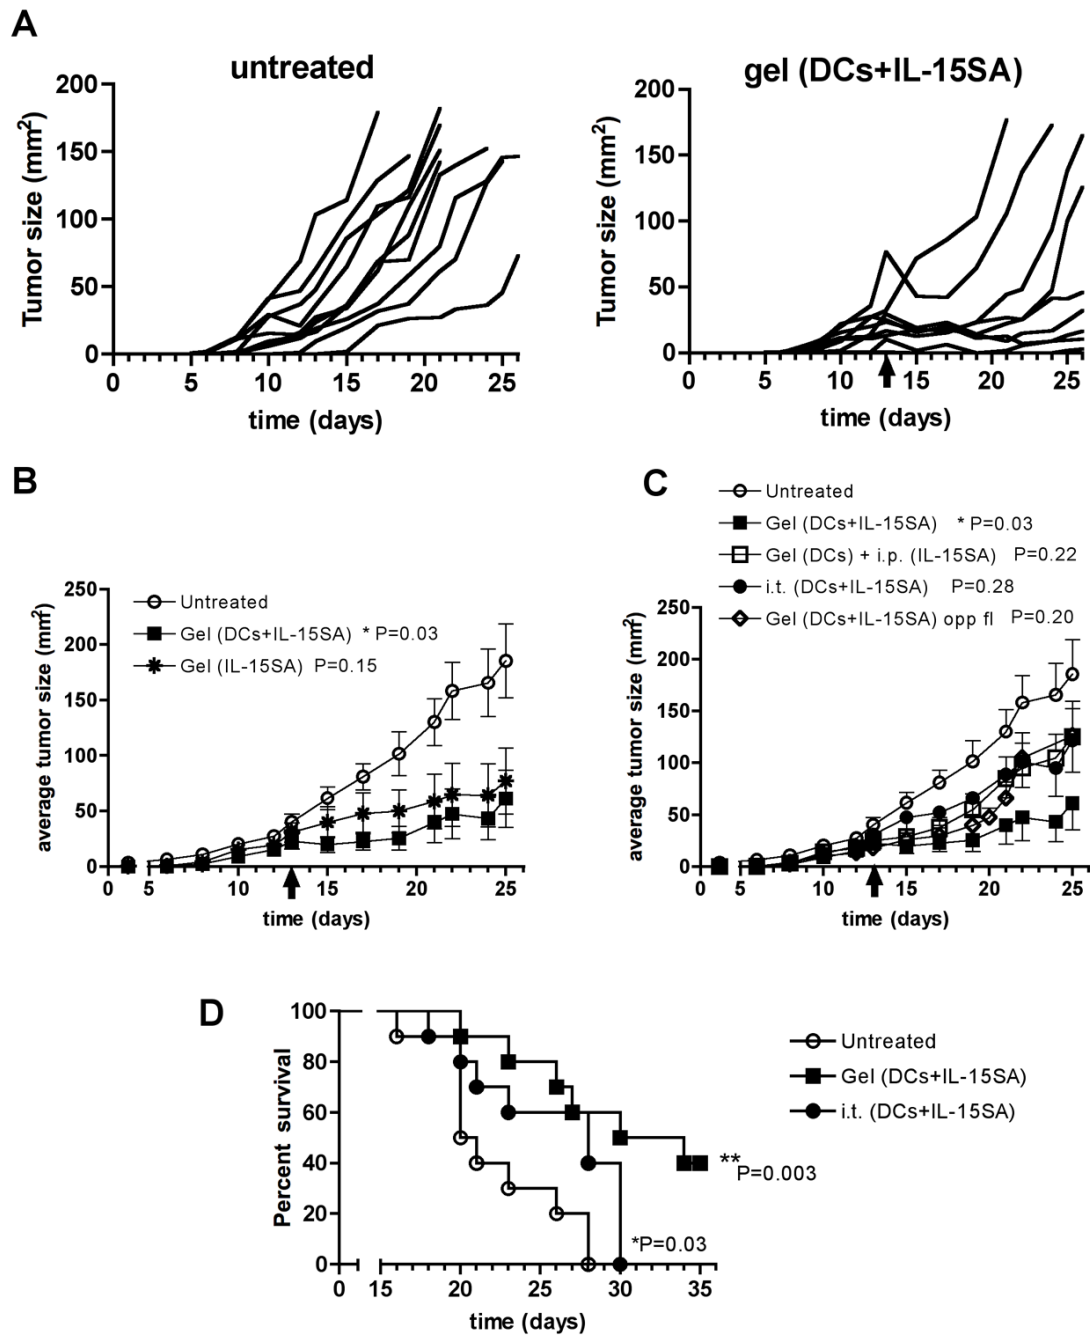 A
untreated
gel (DCs+IL-15SA)
Tumor size (mm²)
200
150
100
50
0
0 5 10 15 20 25
time (days)
Tumor size (mm²)
200
150
100
50
0
0 5 10 15 20 25
time (days)
B
Untreated
Gel (DCs+IL-15SA) * P=0.03
Gel (IL-15SA) P=0.15
average tumor size (mm²)
250
200
150
100
50
0
0 5 10 15 20 25
time (days)
C
Untreated
Gel (DCs+IL-15SA) * P=0.03
Gel (DCs) + i.p. (IL-15SA) P=0.22
i.t. (DCs+IL-15SA) P=0.28
Gel (DCs+IL-15SA) opp fl P=0.20
average tumor size (mm²)
250
200
150
100
50
0
0 5 10 15 20 25
time (days)
D
Percent survival
100
80
60
40
20
0
0 15 20 25 30 35
time (days)
Untreated
Gel (DCs+IL-15SA)
i.t. (DCs+IL-15SA)
**P=0.003
*P=0.03